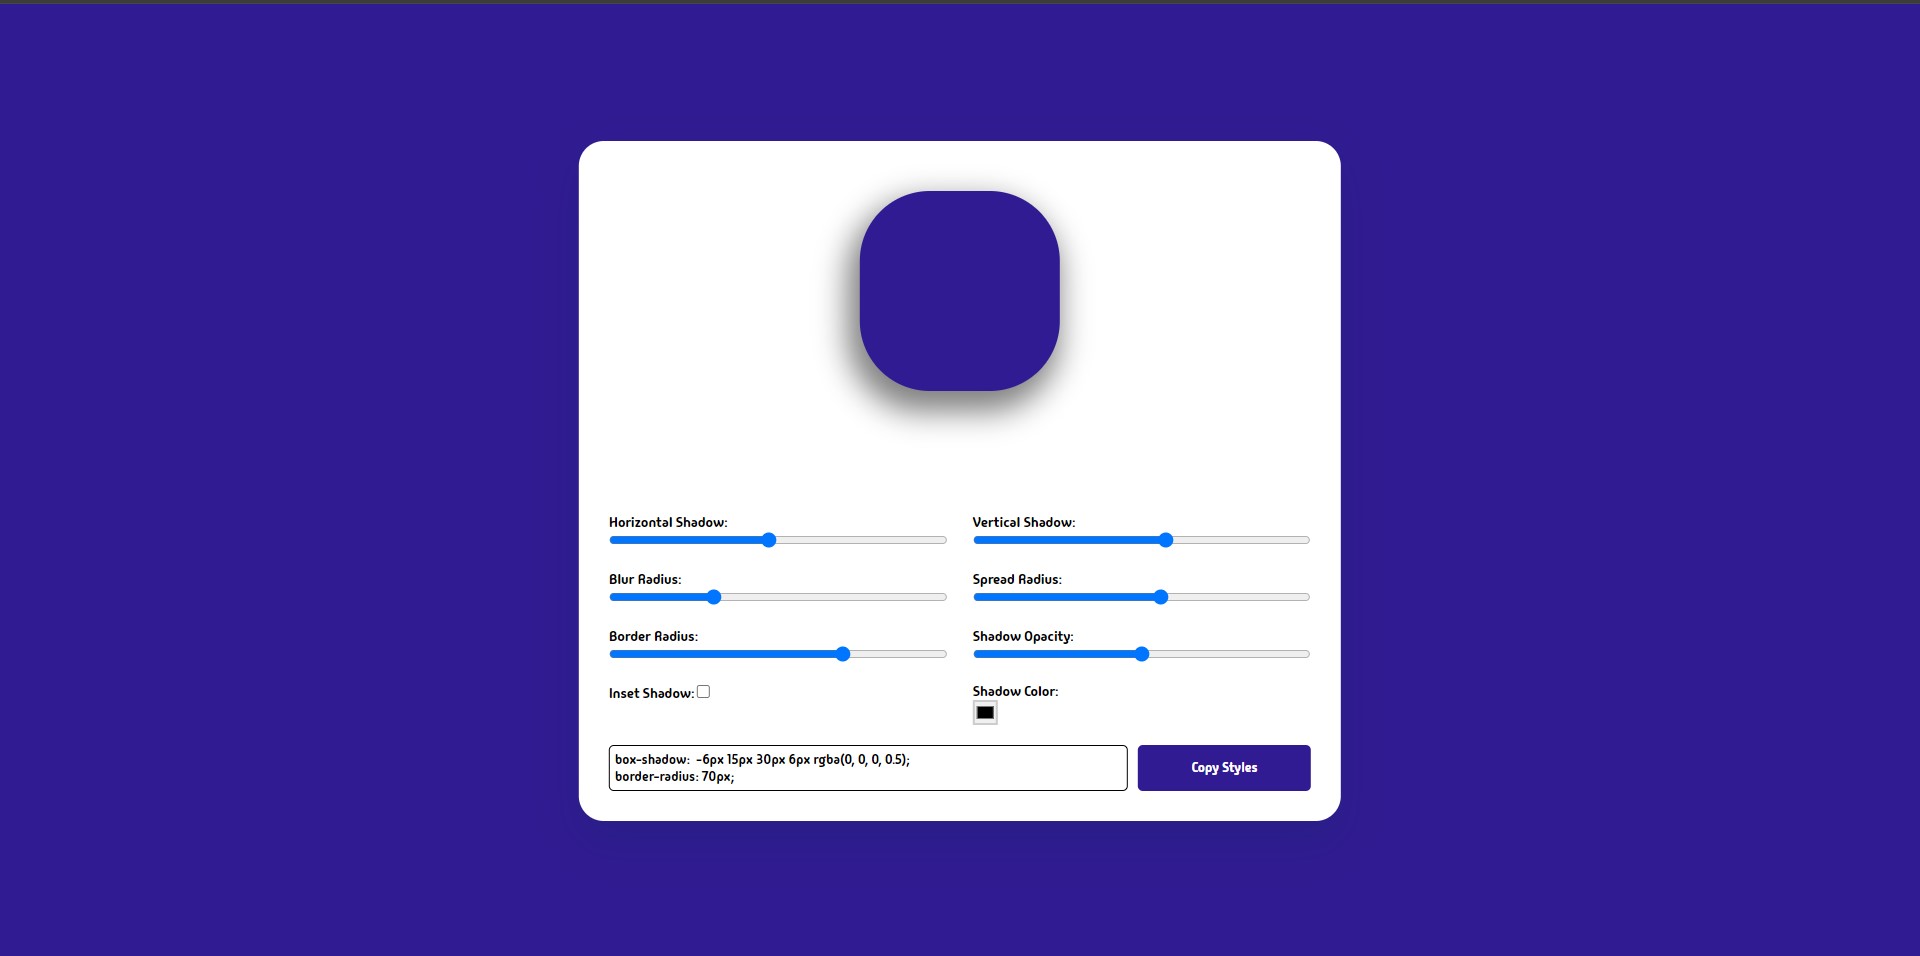 Horizontal Shadow:
Vertical Shadow:
Blur Radius:
Spread Radius:
Border Radius:
Shadow Opacity:
Inset Shadow:
Shadow Color:
box-shadow: -6px 15px 30px 6px rgba(0, 0, 0, 0.5);
border-radius: 70px;
Copy Styles